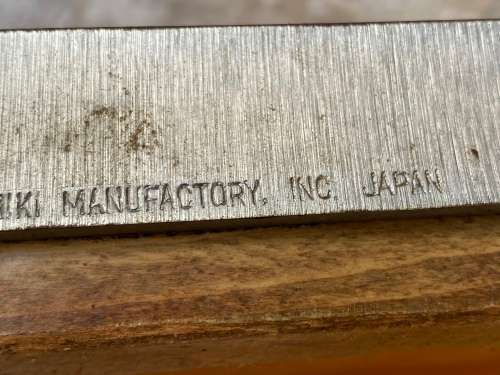 MANUFACTORY, INC. JAPAN